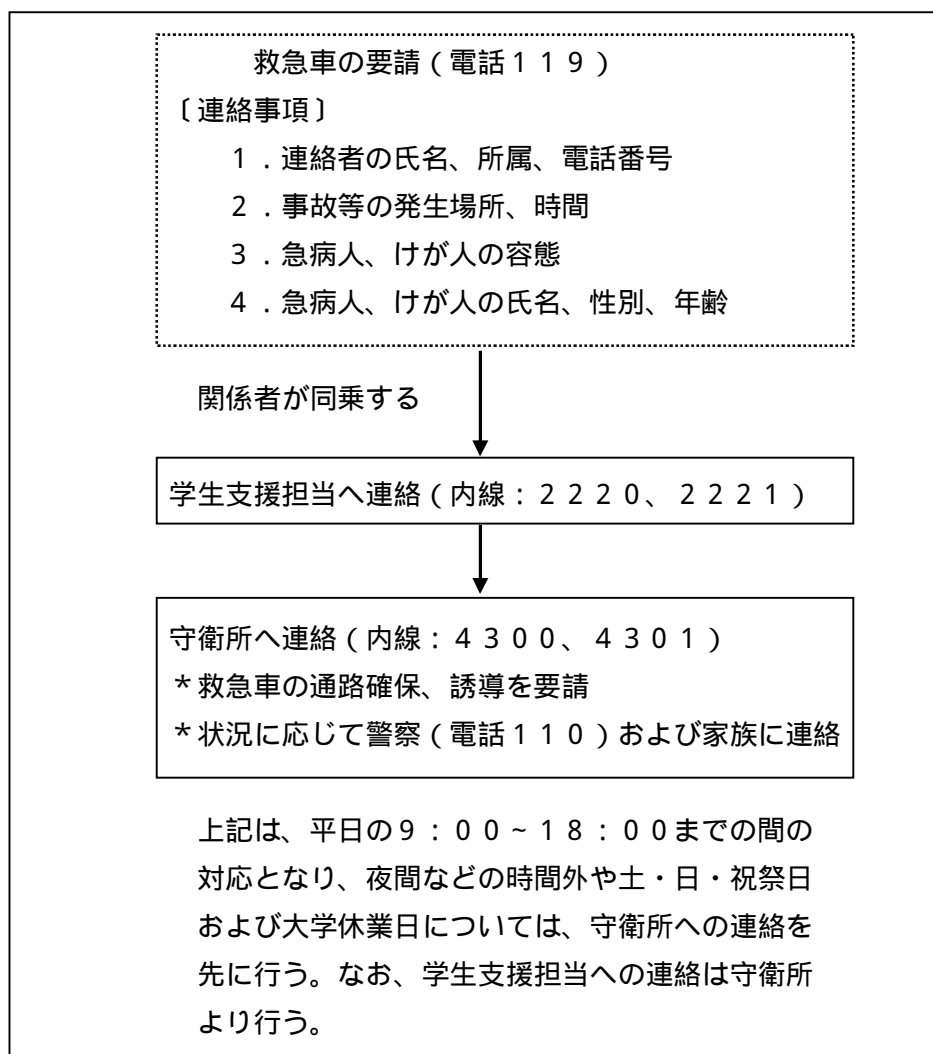 救急車の要請（電話１１９）
〔連絡事項〕
１．連絡者の氏名、所属、電話番号
２．事故等の発生場所、時間
３．急病人、けが人の容態
４．急病人、けが人の氏名、性別、年齢
関係者が同乗する
学生支援担当へ連絡（内線：２２２０、２２２１）
守衛所へ連絡（内線：４３００、４３０１）
＊救急車の通路確保、誘導を要請
＊状況に応じて警察（電話１１０）および家族に連絡
上記は、平日の９：００～１８：００までの間の
対応となり、夜間などの時間外や土・日・祝祭日
および大学休業日については、守衛所への連絡を
先に行う。なお、学生支援担当への連絡は守衛所
より行う。